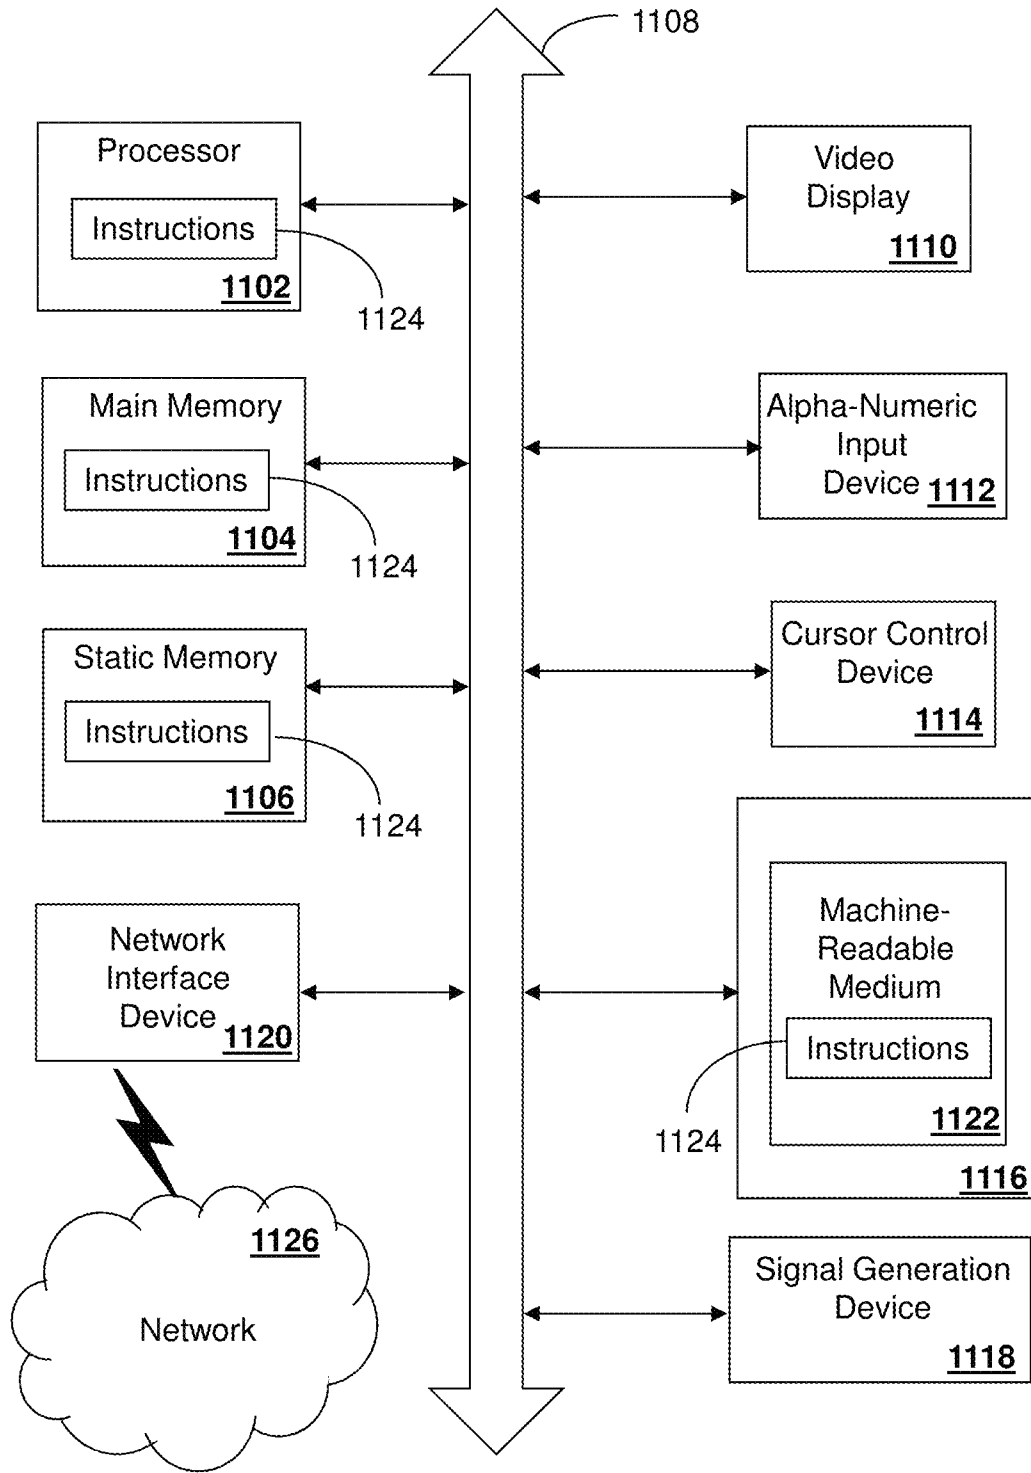 1108
Processor
Instructions
1102
1124
Main Memory
Instructions
1104
1124
Static Memory
Instructions
1106
1124
Network
Interface
Device
1120
1126
Network
Video
Display
1110
Alpha-Numeric
Input
Device
1112
Cursor Control
Device
1114
Machine-
Readable
Medium
Instructions
1122
1124
1116
Signal Generation
Device
1118